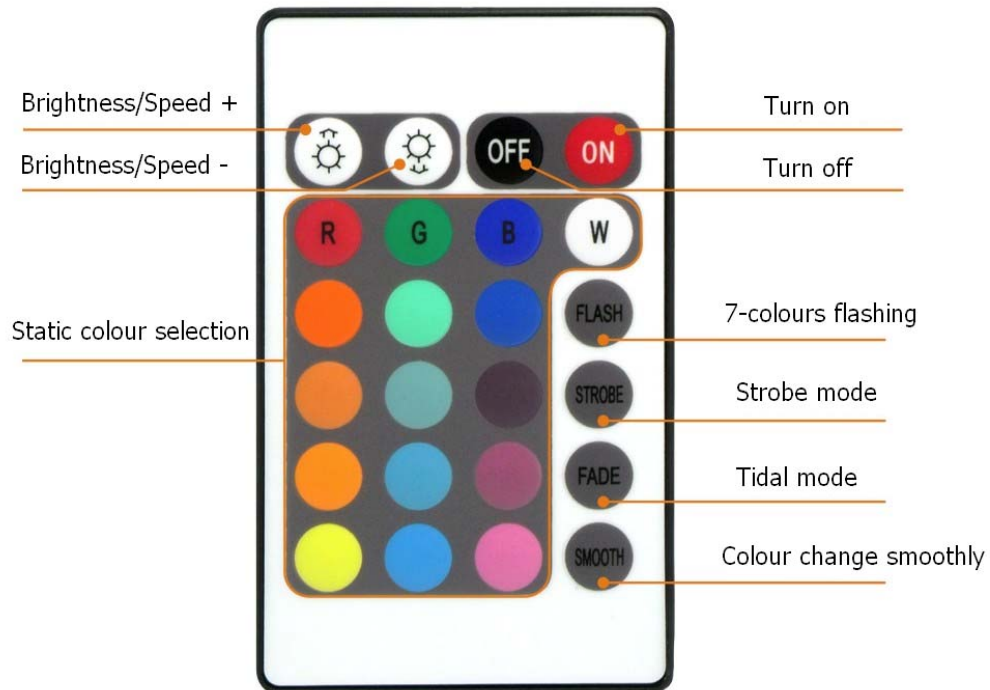 Brightness/Speed +
Turn on
Brightness/Speed -
OFF
ON
Turn off
R
G
B
W
FLASH
7-colours flashing
Static colour selection
STROBE
Strobe mode
FADE
Tidal mode
SMOOTH
Colour change smoothly